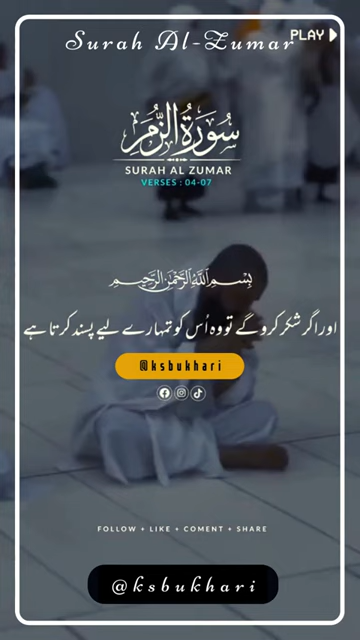 Surah Al-Zumar
PLAY
سُورَةُ الزُّمَر
SURAH AL ZUMAR
VERSES : 04-07
بِسْمِ اللَّهِ الرَّحْمَٰنِ الرَّحِيمِ
اور اگر شکر کرو گے تو وہ اُس کو تمہارے لیے پسند کرتا ہے
@ksbukhari
FOLLOW + LIKE + COMENT + SHARE
@ksbukhari